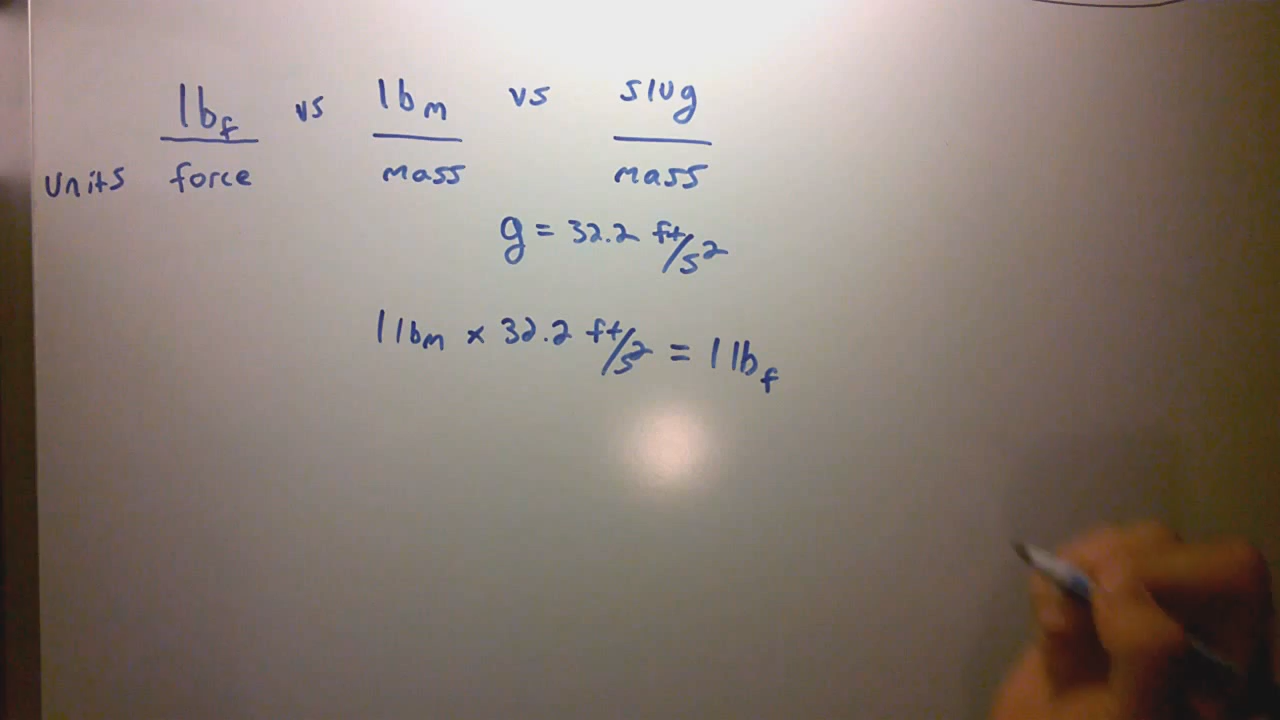 lbf vs lbm vs slug
units force mass mass
g = 32.2 ft/s²
1 lbm × 32.2 ft/s² = 1 lbf